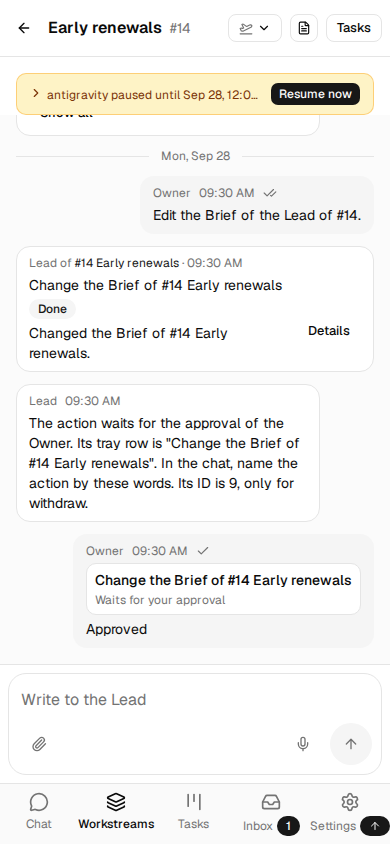 Early renewals #14
Tasks
antigravity paused until Sep 28, 12:0...
Resume now
Show all
Mon, Sep 28
Owner 09:30 AM
Edit the Brief of the Lead of #14.
Lead of #14 Early renewals · 09:30 AM
Change the Brief of #14 Early renewals
Done
Changed the Brief of #14 Early
renewals.
Details
Lead 09:30 AM
The action waits for the approval of the
Owner. Its tray row is "Change the Brief of
#14 Early renewals". In the chat, name the
action by these words. Its ID is 9, only for
withdraw.
Owner 09:30 AM
Change the Brief of #14 Early renewals
Waits for your approval
Approved
Write to the Lead
Chat
Workstreams
Tasks
Inbox 1
Settings